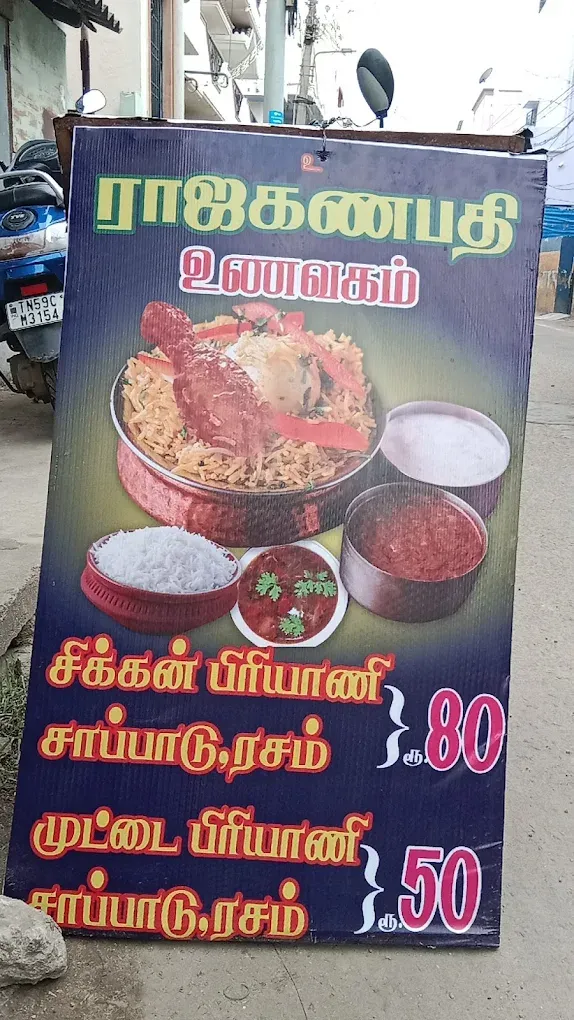 உ
ராஜகணபதி
உணவகம்
சிக்கன் பிரியாணி
சாப்பாடு,ரசம்
} ரூ.80
முட்டை பிரியாணி
சாப்பாடு,ரசம்
} ரூ.50
TN59C
M3154